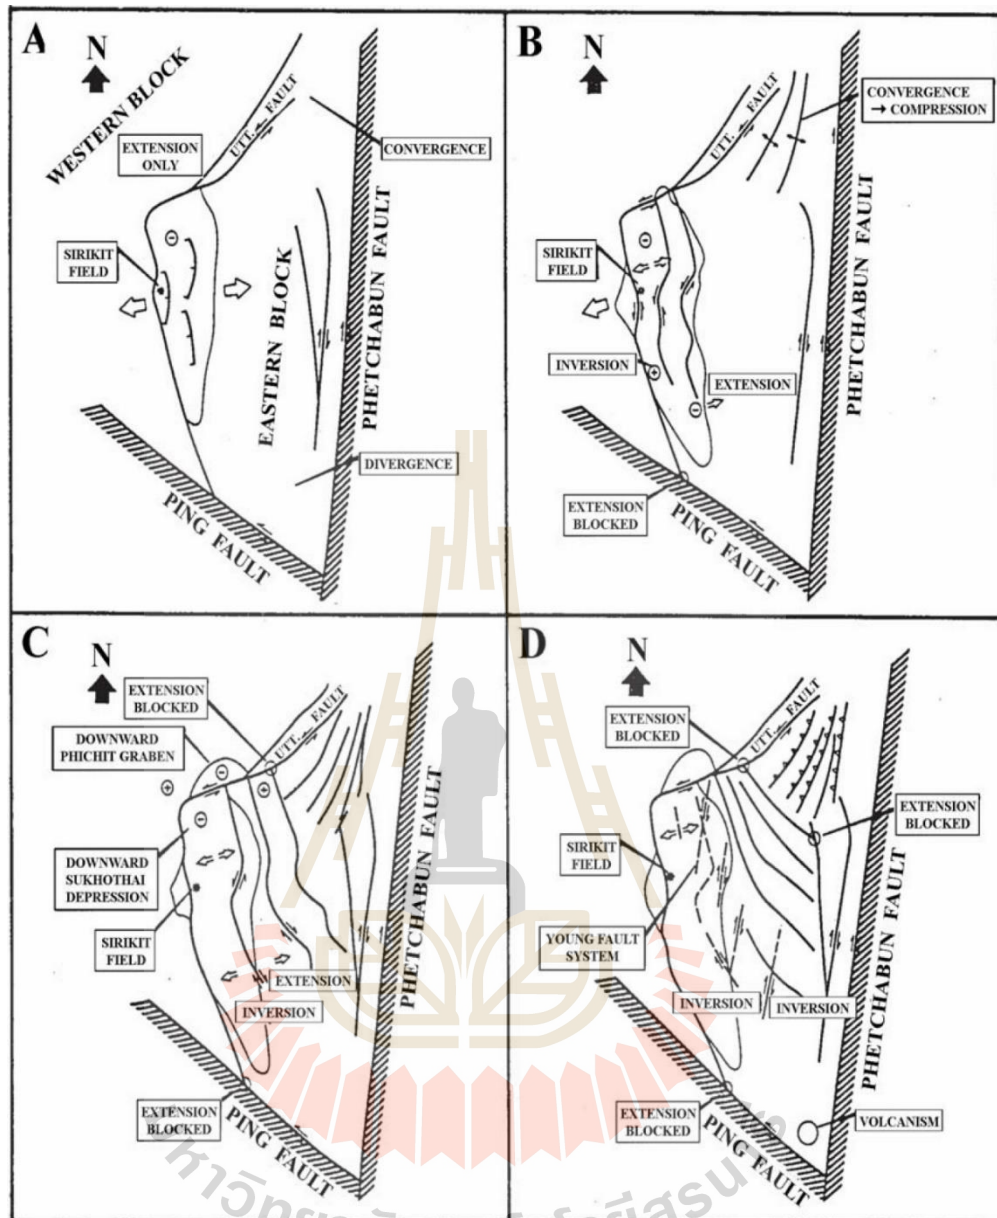 A
N
WESTERN BLOCK
EXTENSION
ONLY
UTT. FAULT
CONVERGENCE
SIRIKIT
FIELD
EASTERN BLOCK
PHETCHABUN FAULT
DIVERGENCE
PING FAULT
B
N
UTT. FAULT
CONVERGENCE
→ COMPRESSION
SIRIKIT
FIELD
INVERSION
EXTENSION
EXTENSION
BLOCKED
PING FAULT
PHETCHABUN FAULT
C
N
EXTENSION
BLOCKED
UTT. FAULT
DOWNWARD
PHICHIT GRABEN
DOWNWARD
SUKHOTHAI
DEPRESSION
SIRIKIT
FIELD
EXTENSION
INVERSION
EXTENSION
BLOCKED
PING FAULT
PHETCHABUN FAULT
D
N
EXTENSION
BLOCKED
UTT. FAULT
EXTENSION
BLOCKED
SIRIKIT
FIELD
YOUNG FAULT
SYSTEM
INVERSION
INVERSION
EXTENSION
BLOCKED
VOLCANISM
PING FAULT
PHETCHABUN FAULT